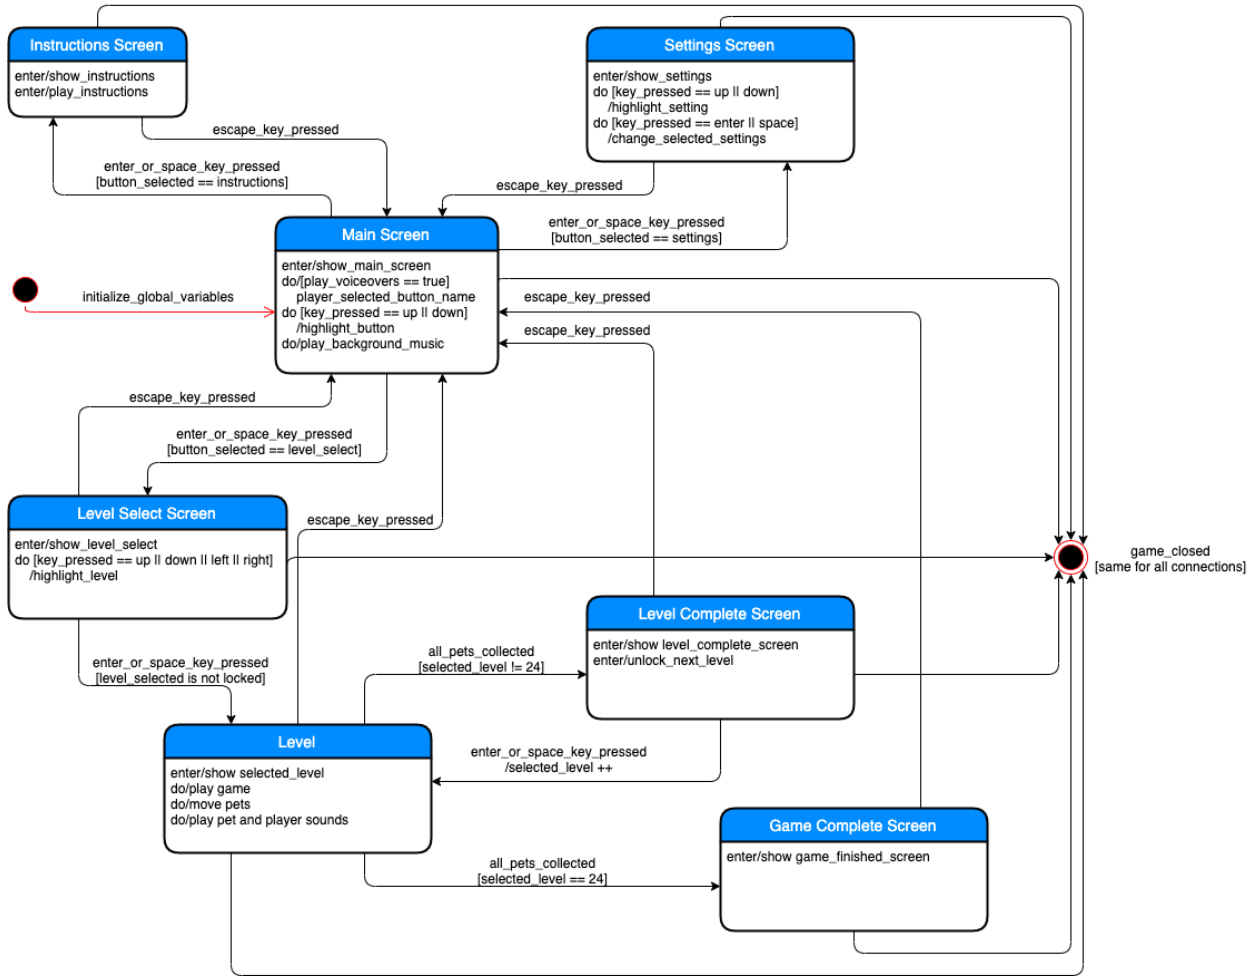 Instructions Screen
enter/show_instructions
enter/play_instructions
Settings Screen
enter/show_settings
do [key_pressed == up || down]
/highlight_setting
do [key_pressed == enter || space]
/change_selected_settings
escape_key_pressed
enter_or_space_key_pressed
[button_selected == instructions]
escape_key_pressed
enter_or_space_key_pressed
[button_selected == settings]
Main Screen
enter/show_main_screen
do/[play_voiceovers == true]
player_selected_button_name
do [key_pressed == up || down]
/highlight_button
do/play_background_music
initialize_global_variables
escape_key_pressed
escape_key_pressed
escape_key_pressed
enter_or_space_key_pressed
[button_selected == level_select]
Level Select Screen
enter/show_level_select
do [key_pressed == up || down || left || right]
/highlight_level
escape_key_pressed
game_closed
[same for all connections]
Level Complete Screen
enter/show level_complete_screen
enter/unlock_next_level
enter_or_space_key_pressed
[level_selected is not locked]
all_pets_collected
[selected_level != 24]
Level
enter/show selected_level
do/play game
do/move pets
do/play pet and player sounds
enter_or_space_key_pressed
/selected_level ++
Game Complete Screen
enter/show game_finished_screen
all_pets_collected
[selected_level == 24]